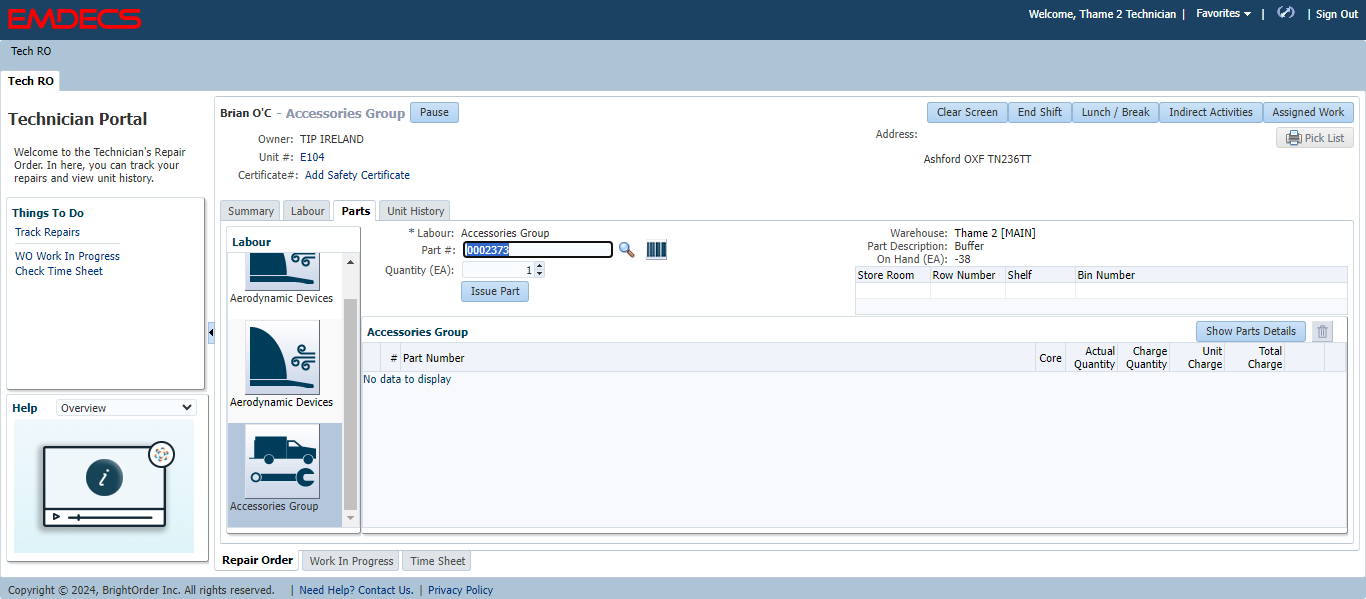 EMDECS
Welcome, Thame 2 Technician | Favorites | | Sign Out
Tech RO
Tech RO
Technician Portal
Welcome to the Technician's Repair
Order. In here, you can track your
repairs and view unit history.
Things To Do
Track Repairs
WO Work In Progress
Check Time Sheet
Help Overview
i
Brian O'C - Accessories Group Pause
Clear Screen End Shift Lunch / Break Indirect Activities Assigned Work
Owner: TIP IRELAND
Unit #: E104
Certificate#: Add Safety Certificate
Address:
Pick List
Ashford OXF TN236TT
Summary Labour Parts Unit History
Labour
Aerodynamic Devices
Aerodynamic Devices
Accessories Group
* Labour: Accessories Group
Part #: 0002373
Quantity (EA): 1
Issue Part
Warehouse: Thame 2 [MAIN]
Part Description: Buffer
On Hand (EA): -38
Store Room Row Number Shelf Bin Number
Accessories Group Show Parts Details
# Part Number Core Actual Quantity Charge Quantity Unit Charge Total Charge
No data to display
Repair Order Work In Progress Time Sheet
Copyright © 2024, BrightOrder Inc. All rights reserved. | Need Help? Contact Us. | Privacy Policy